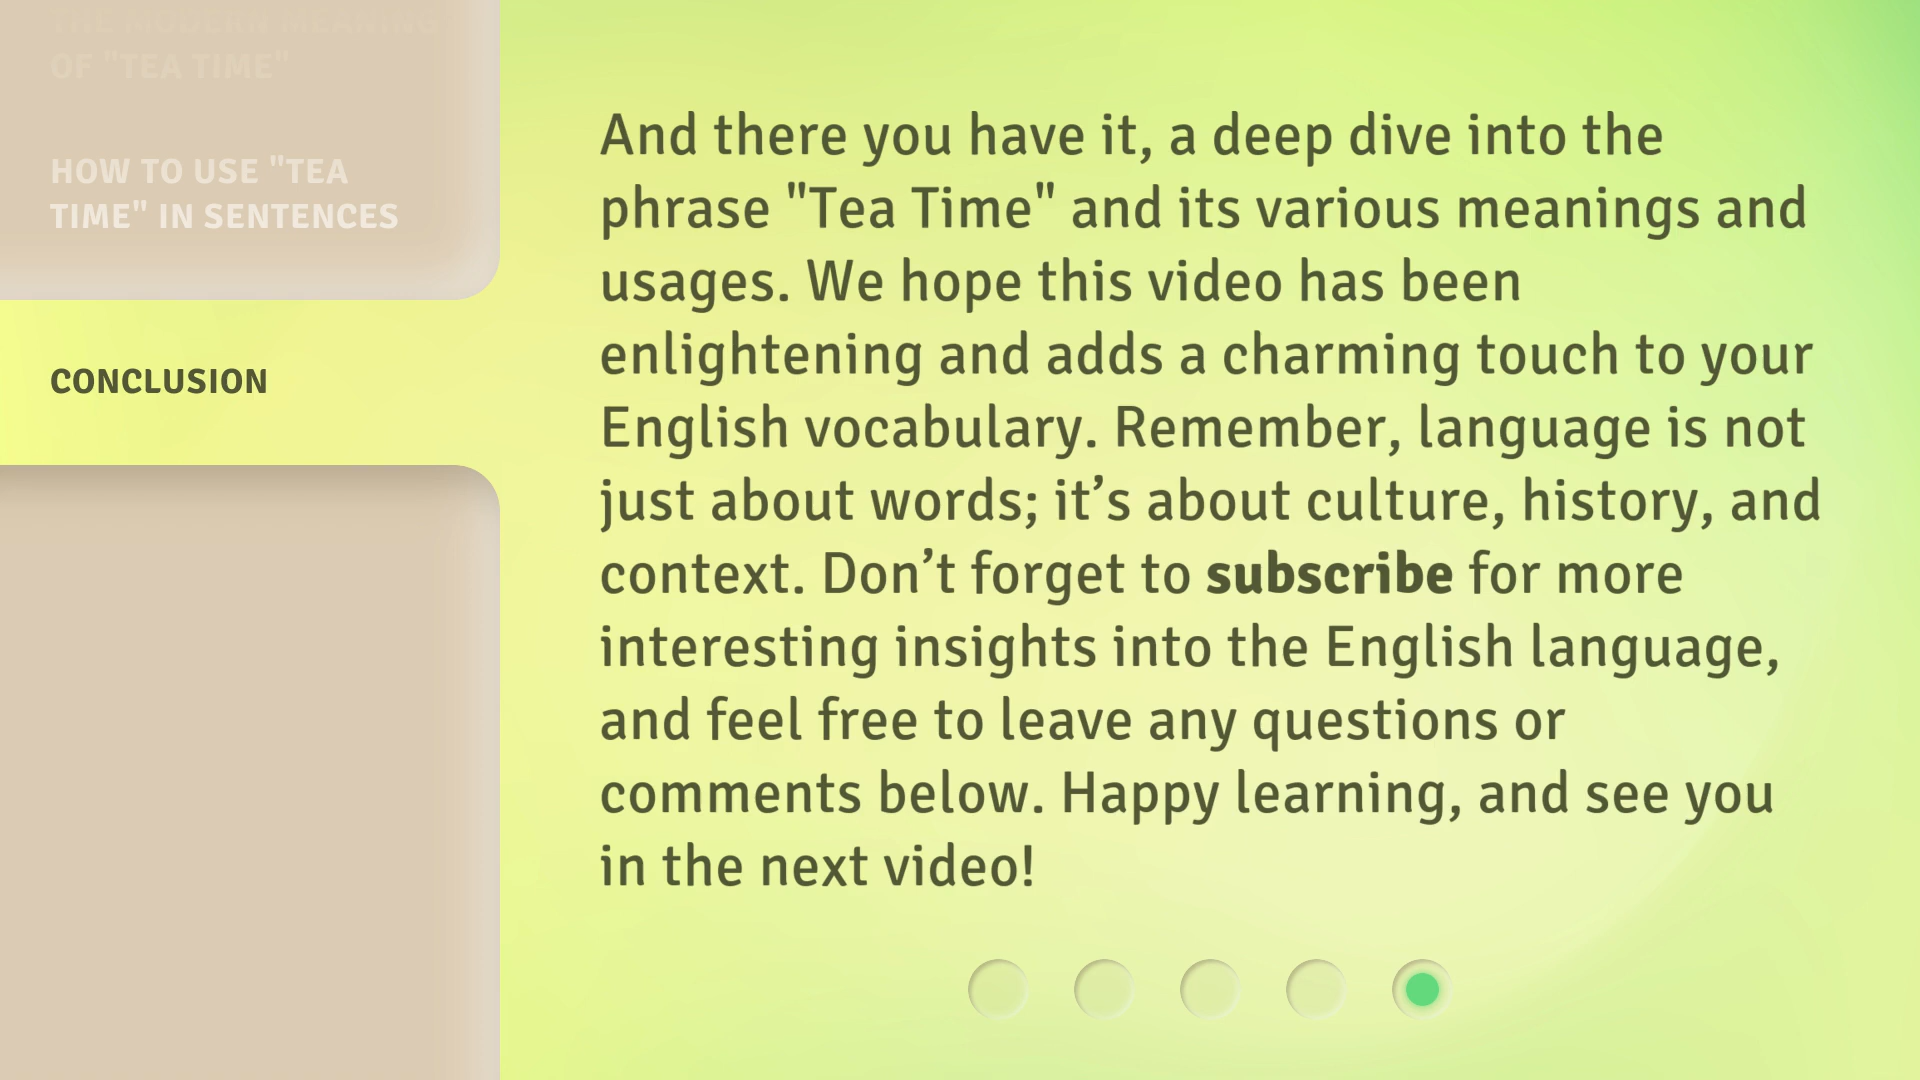 THE MODERN MEANING
OF "TEA TIME"
HOW TO USE "TEA
TIME" IN SENTENCES
CONCLUSION
And there you have it, a deep dive into the
phrase "Tea Time" and its various meanings and
usages. We hope this video has been
enlightening and adds a charming touch to your
English vocabulary. Remember, language is not
just about words; it’s about culture, history, and
context. Don’t forget to subscribe for more
interesting insights into the English language,
and feel free to leave any questions or
comments below. Happy learning, and see you
in the next video!